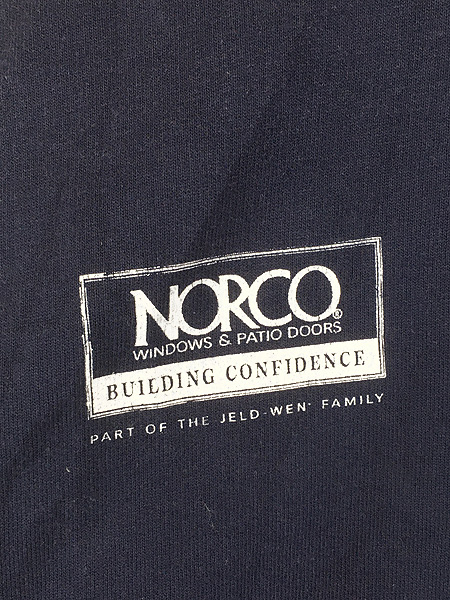 NORCO®
WINDOWS & PATIO DOORS
BUILDING CONFIDENCE
PART OF THE JELD-WEN® FAMILY